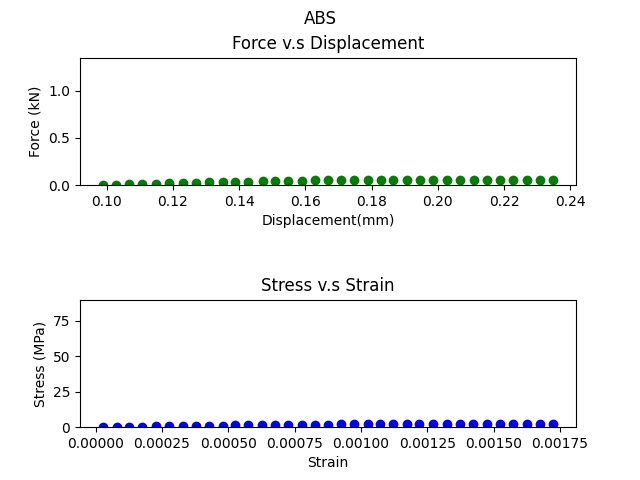 ABS
Force v.s Displacement
1.0
0.5
0.0
Force (kN)
0.10 0.12 0.14 0.16 0.18 0.20 0.22 0.24
Displacement(mm)
Stress v.s Strain
75
50
25
0
Stress (MPa)
0.00000 0.00025 0.00050 0.00075 0.00100 0.00125 0.00150 0.00175
Strain